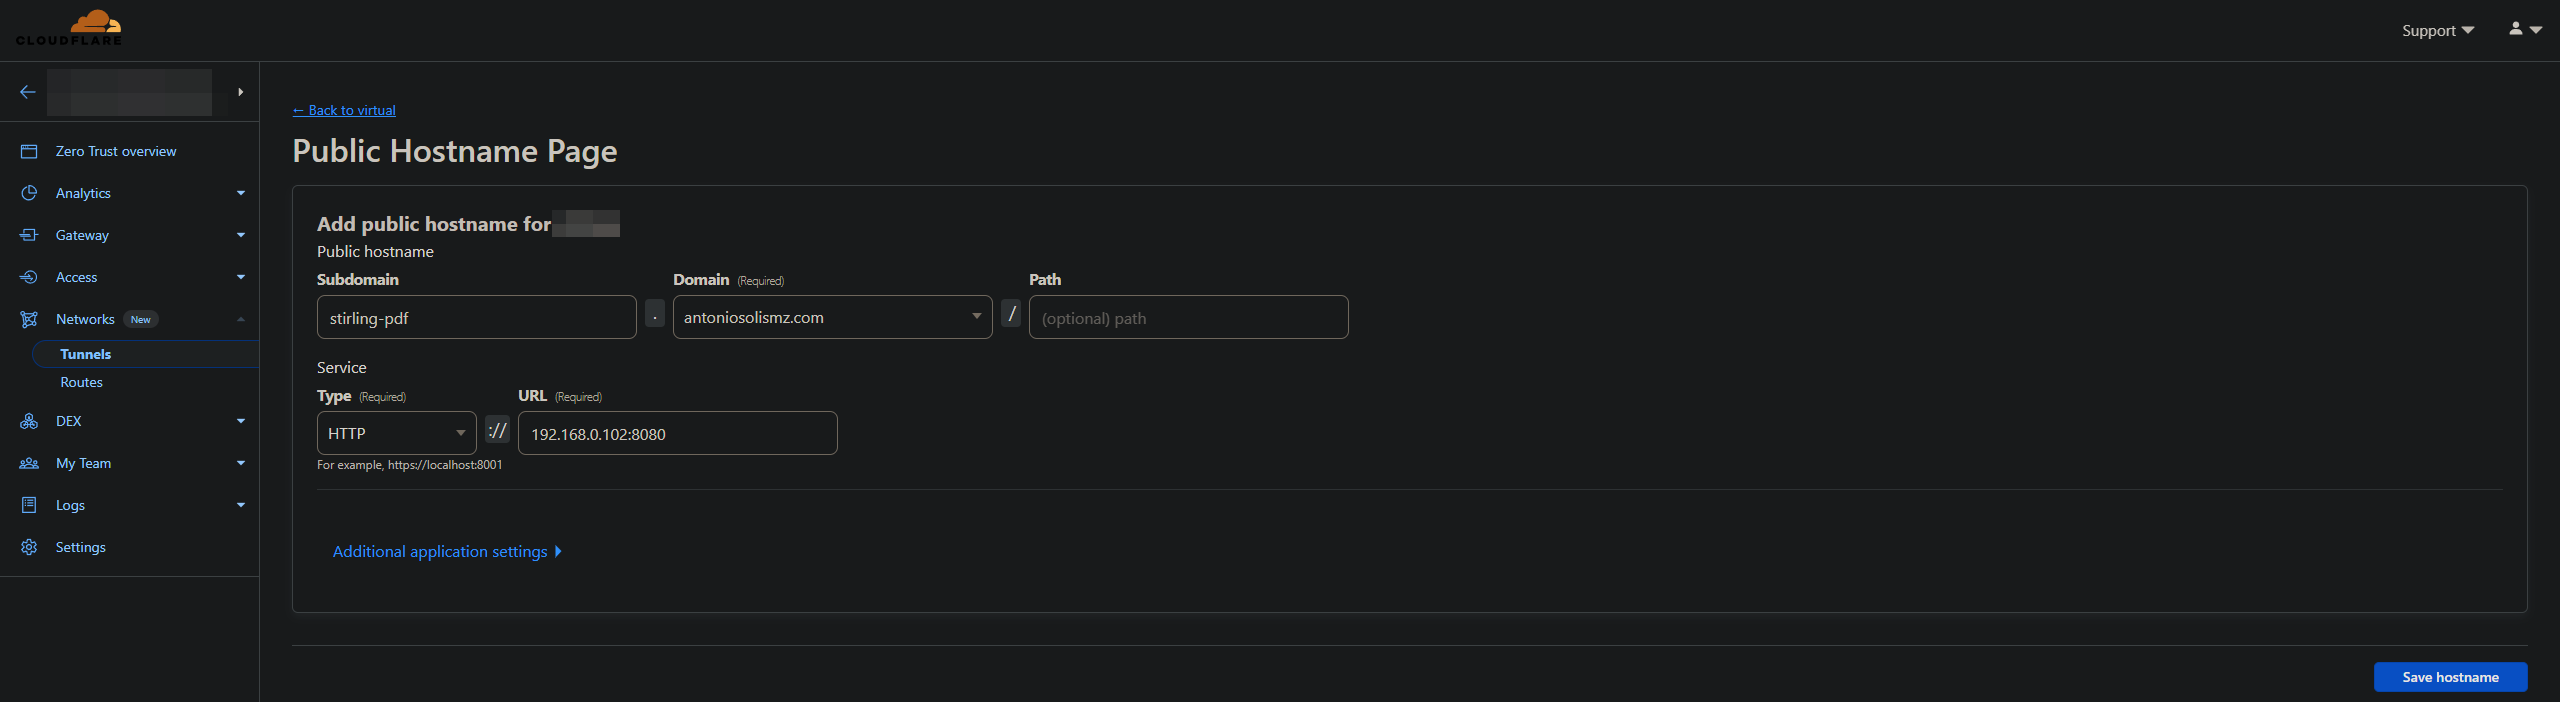 CLOUDFLARE
Support
← Back to virtual
Public Hostname Page
Zero Trust overview
Analytics
Gateway
Access
Networks New
Tunnels
Routes
DEX
My Team
Logs
Settings
Add public hostname for
Public hostname
Subdomain Domain (Required) Path
stirling-pdf . antoniosolismz.com / (optional) path
Service
Type (Required) URL (Required)
HTTP :// 192.168.0.102:8080
For example, https://localhost:8001
Additional application settings
Save hostname